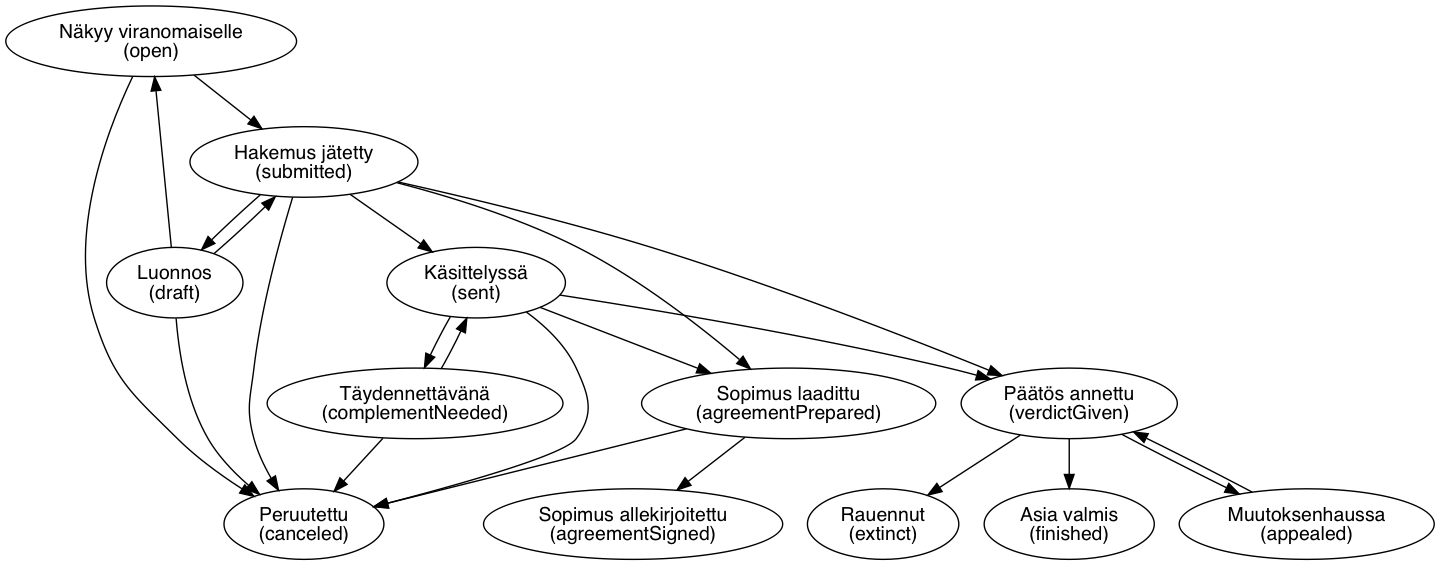 Näkyy viranomaiselle
(open)
Hakemus jätetty
(submitted)
Luonnos
(draft)
Käsittelyssä
(sent)
Täydennettävänä
(complementNeeded)
Sopimus laadittu
(agreementPrepared)
Päätös annettu
(verdictGiven)
Peruutettu
(canceled)
Sopimus allekirjoitettu
(agreementSigned)
Rauennut
(extinct)
Asia valmis
(finished)
Muutoksenhaussa
(appealed)